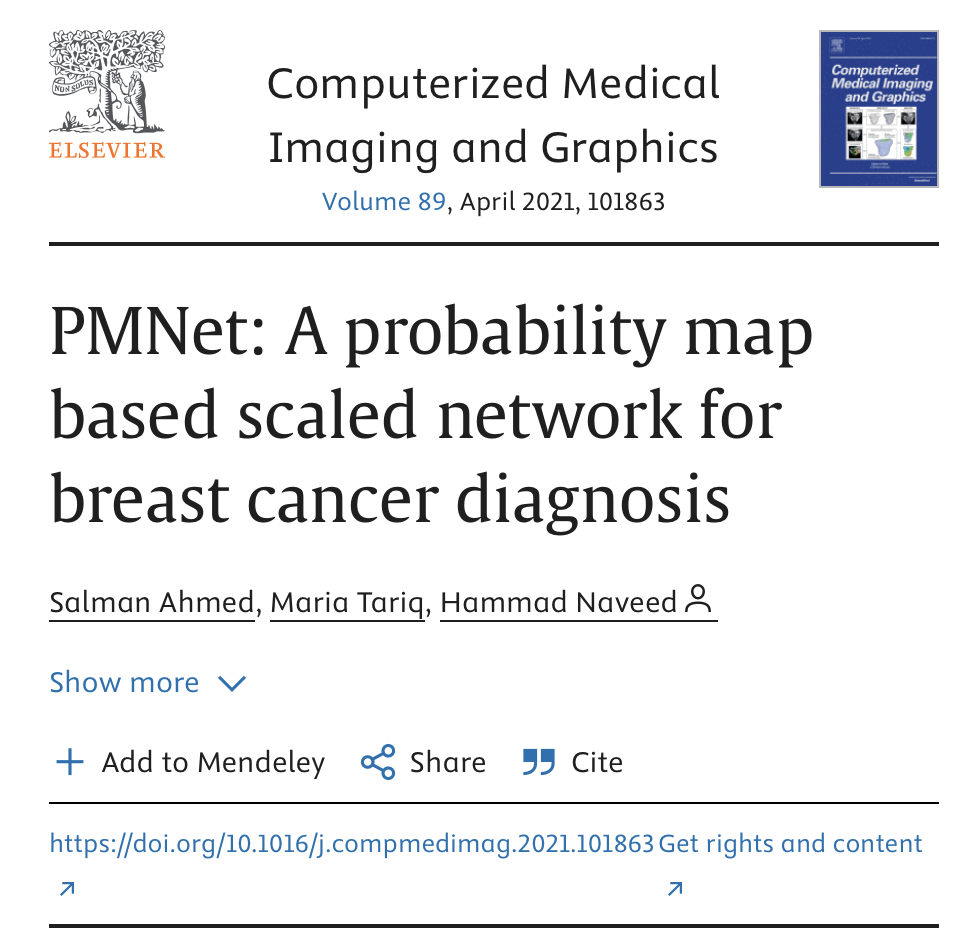 NON SOLUS
ELSEVIER
Computerized Medical
Imaging and Graphics
Volume 89, April 2021, 101863
Computerized
Medical Imaging
and Graphics
PMNet: A probability map
based scaled network for
breast cancer diagnosis
Salman Ahmed, Maria Tariq, Hammad Naveed
Show more
Add to Mendeley Share Cite
https://doi.org/10.1016/j.compmedimag.2021.101863 Get rights and content